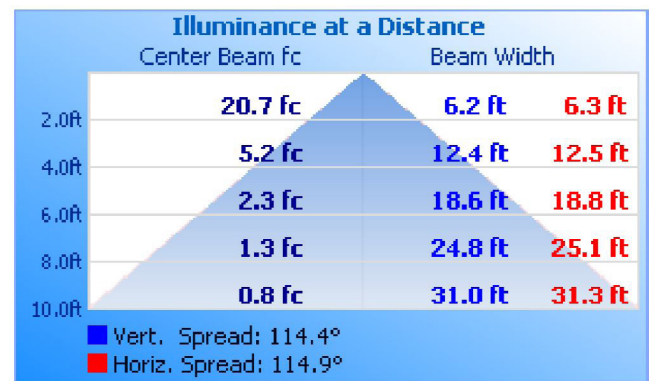 Illuminance at a Distance
Center Beam fc Beam Width
2.0ft 20.7 fc 6.2 ft 6.3 ft
4.0ft 5.2 fc 12.4 ft 12.5 ft
6.0ft 2.3 fc 18.6 ft 18.8 ft
8.0ft 1.3 fc 24.8 ft 25.1 ft
10.0ft 0.8 fc 31.0 ft 31.3 ft
Vert. Spread: 114.4°
Horiz. Spread: 114.9°